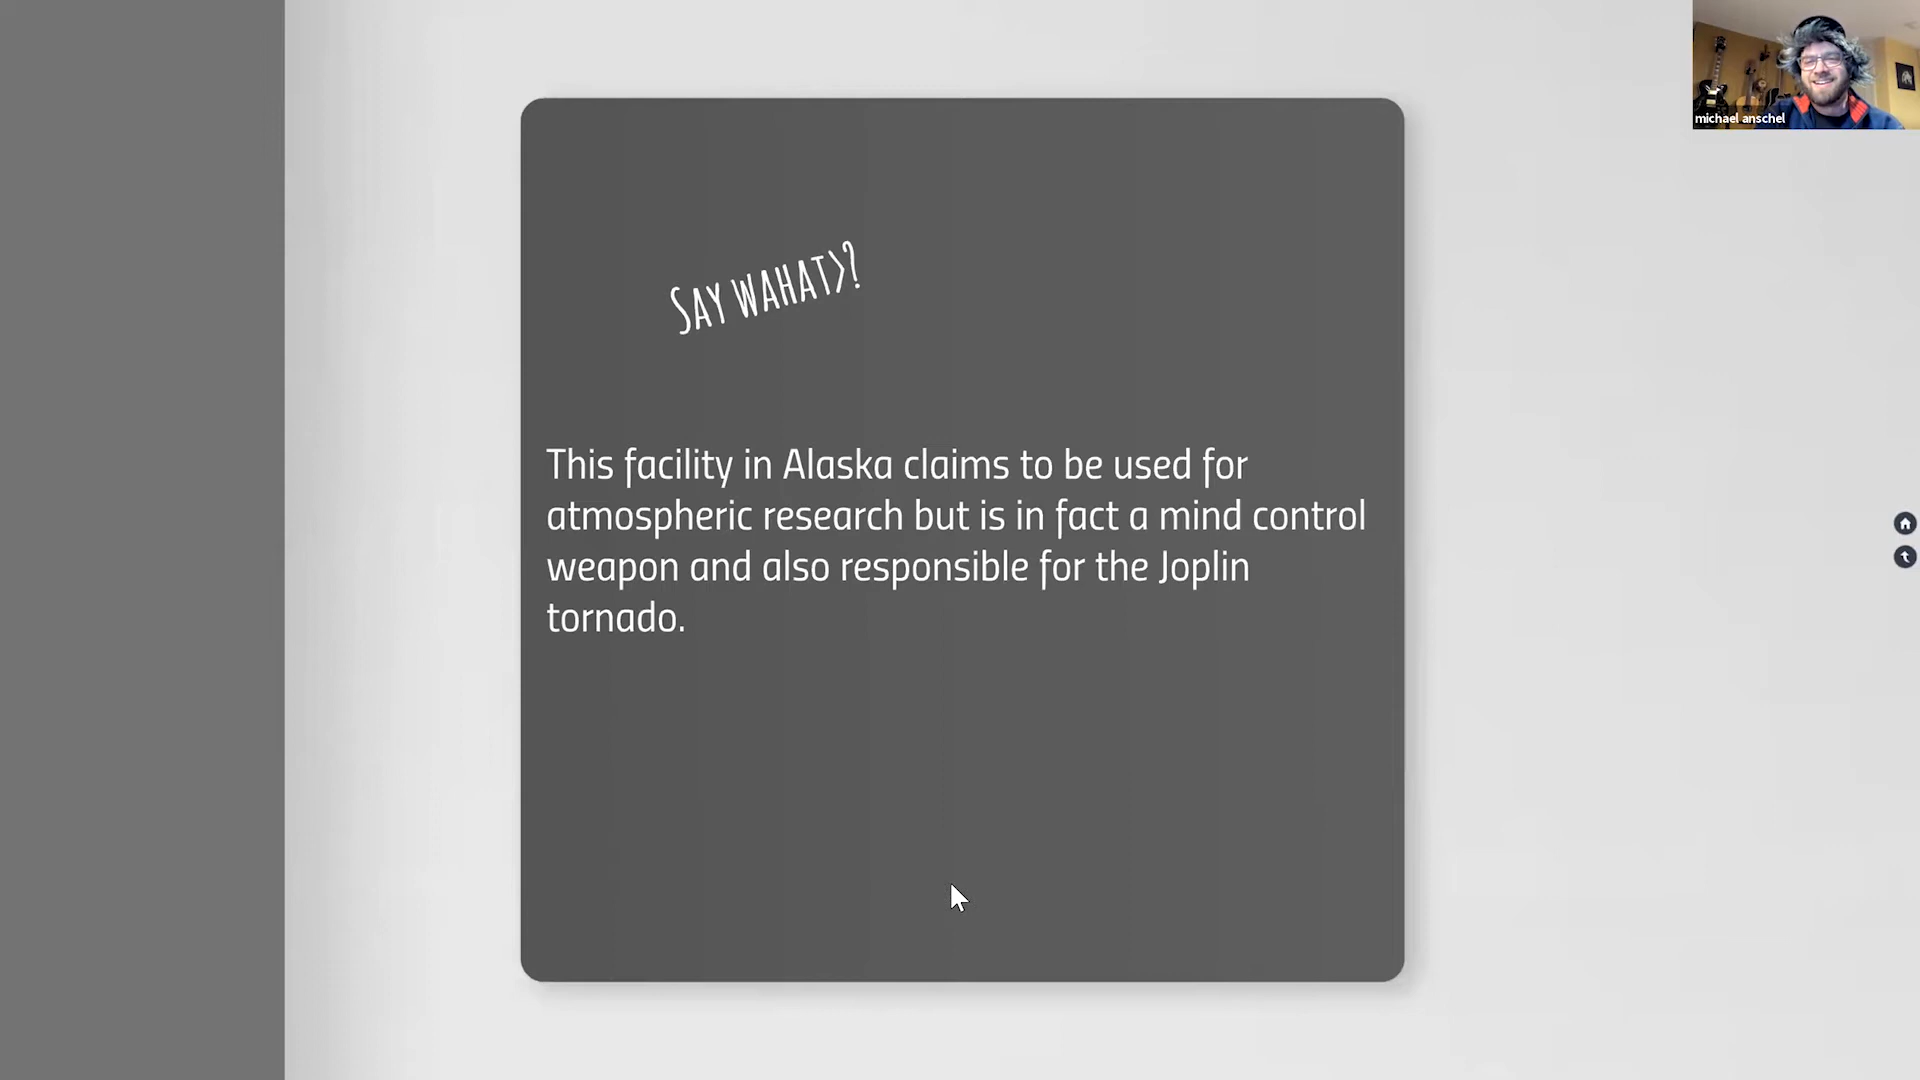 michael anschel
Say wahat>?
This facility in Alaska claims to be used for
atmospheric research but is in fact a mind control
weapon and also responsible for the Joplin
tornado.